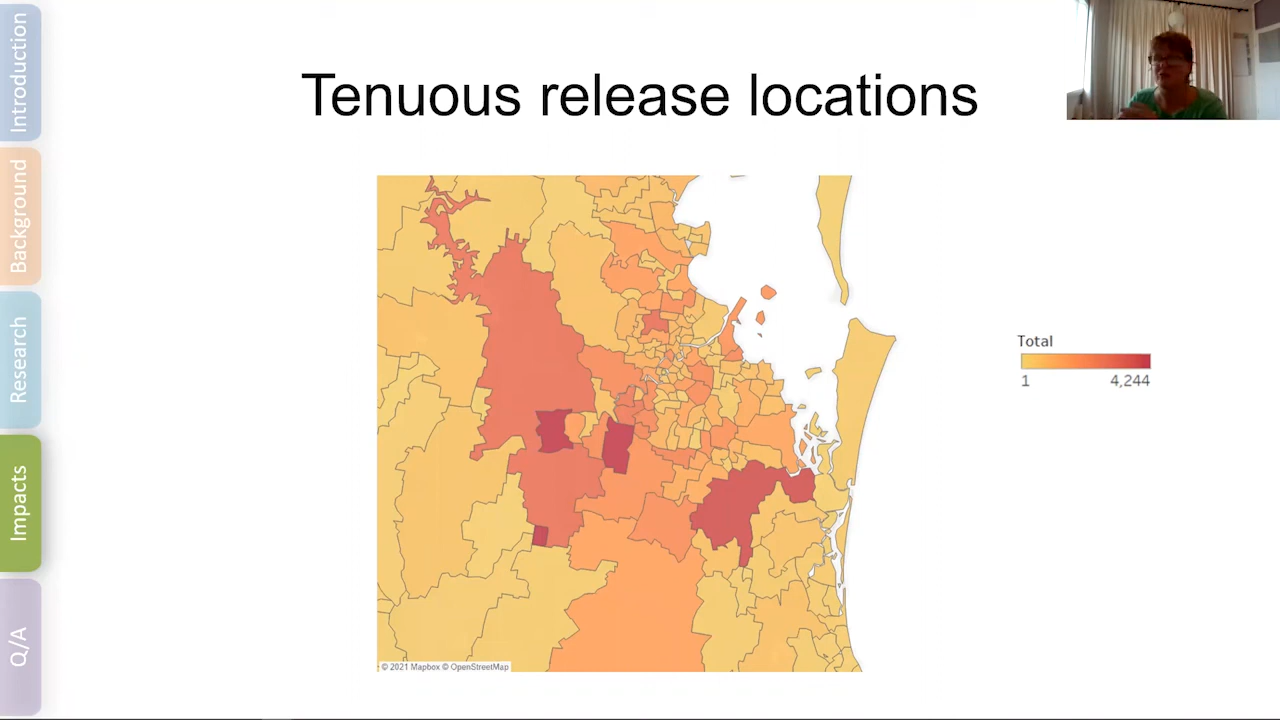 Introduction
Background
Research
Impacts
Q/A
Tenuous release locations
Total
1 4,244
© 2021 Mapbox © OpenStreetMap